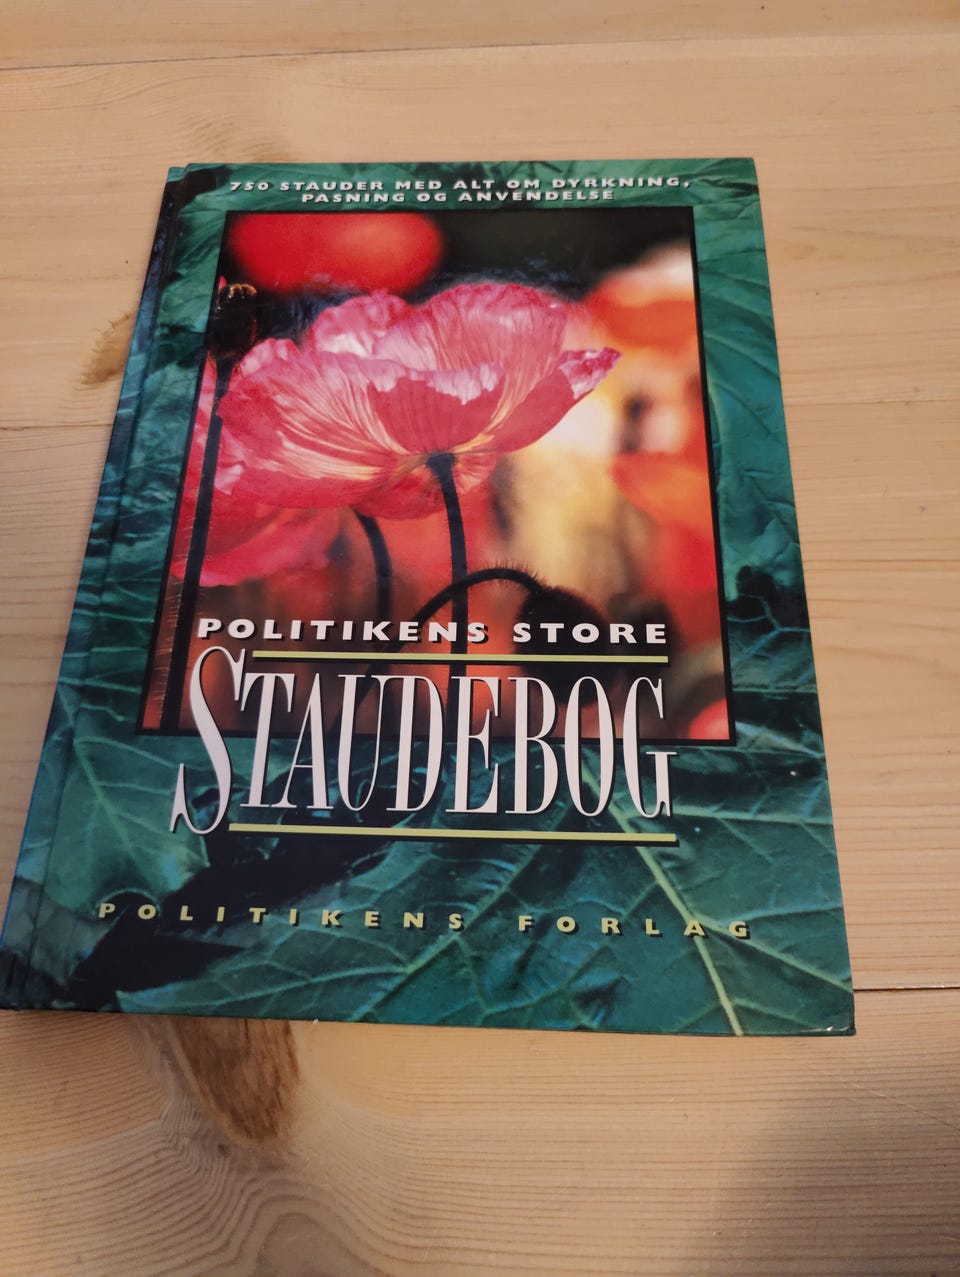 750 STAUDER MED ALT OM DYRKNING,
PASNING OG ANVENDELSE
POLITIKENS STORE
STAUDEBOG
POLITIKENS FORLAG